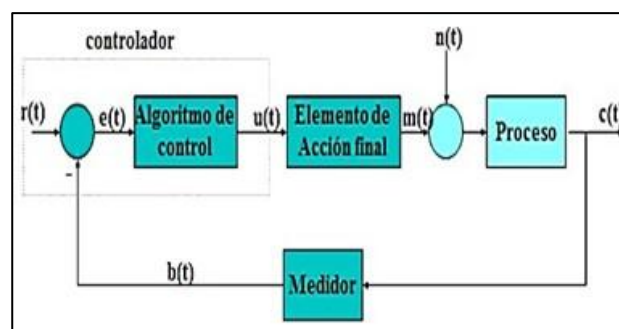 controlador
n(t)
r(t)
e(t)
Algoritmo de
control
u(t)
Elemento de
Acción final
m(t)
Proceso
c(t)
-
b(t)
Medidor